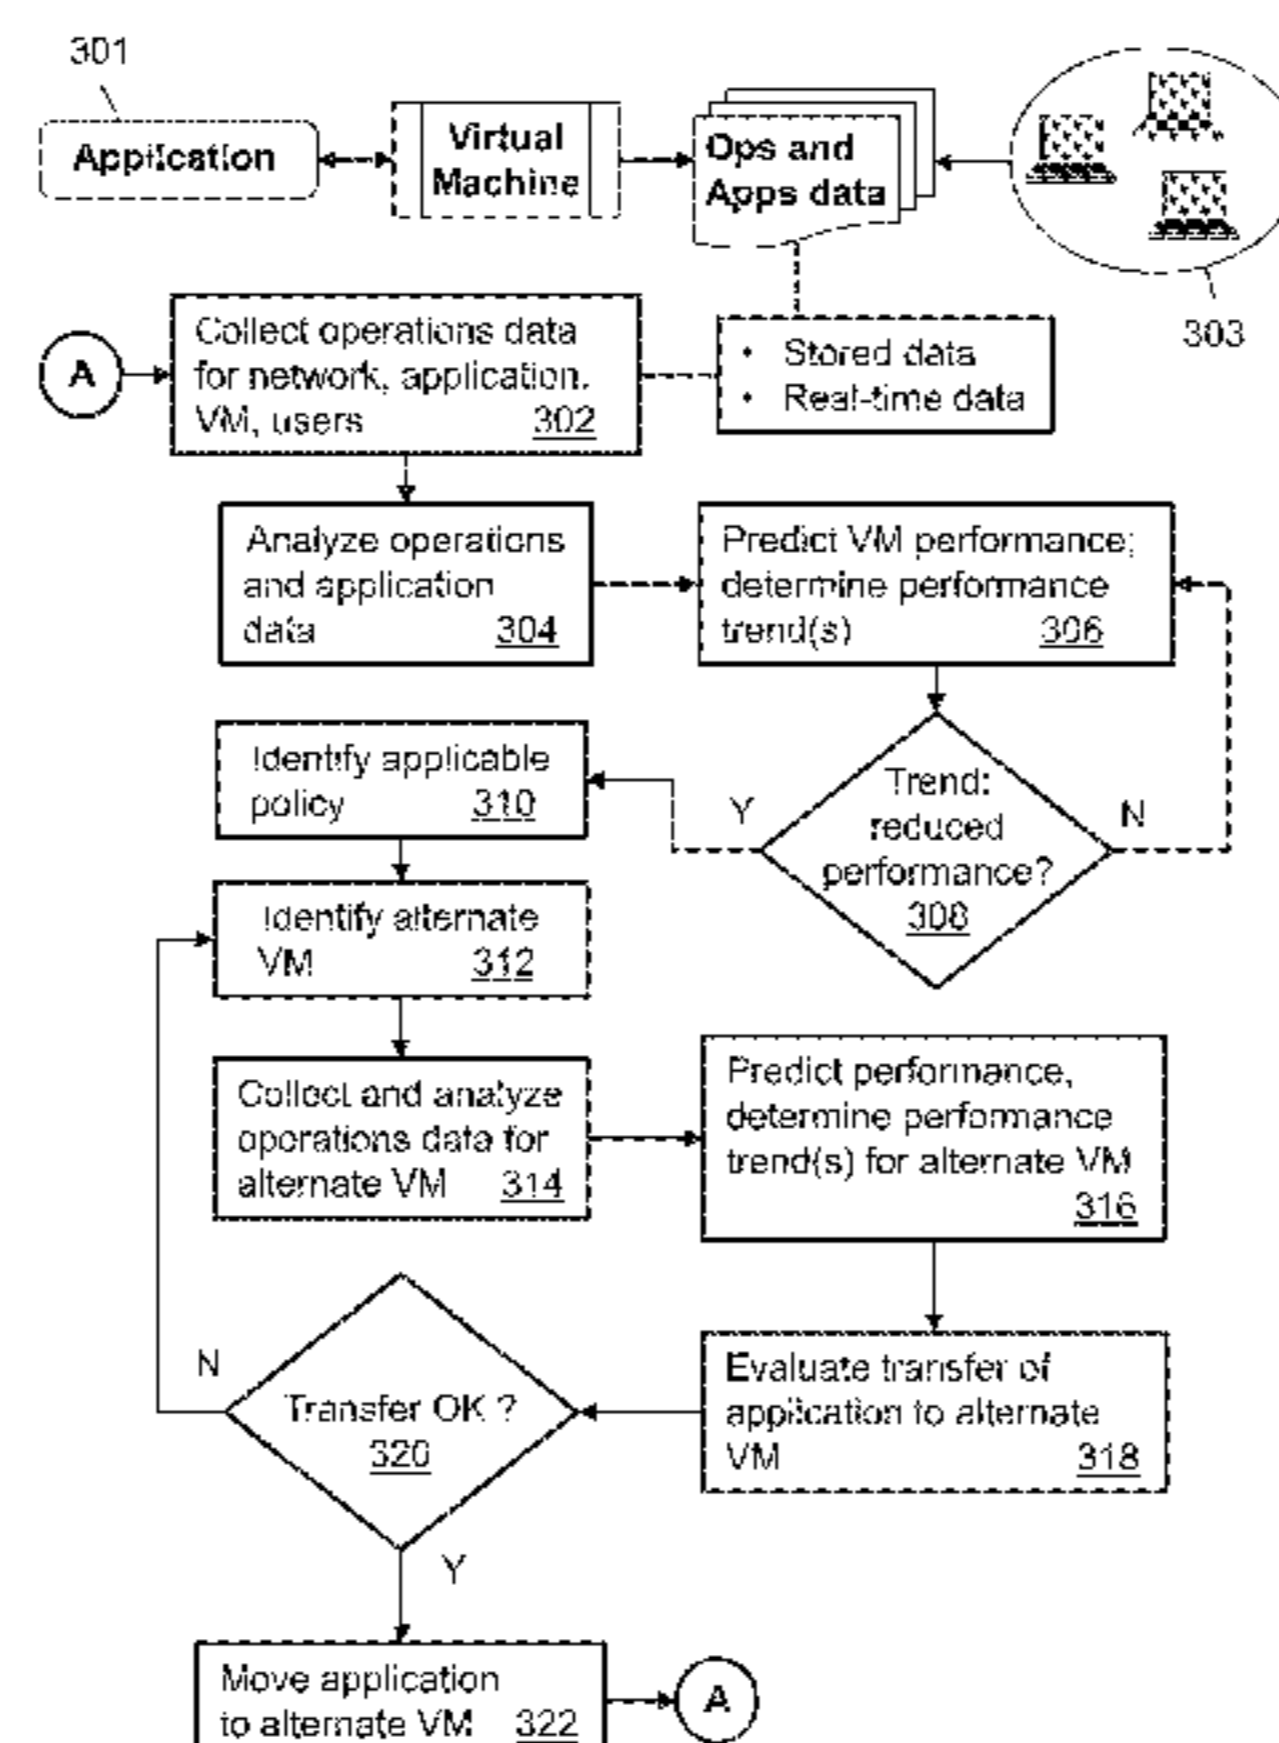 301
Application
Virtual
Machine
Ops and
Apps data
303
A
Collect operations data
for network, application,
VM, users 302
• Stored data
• Real-time data
Analyze operations
and application
data 304
Predict VM performance;
determine performance
trend(s) 306
Trend:
reduced
performance?
308
Y
N
Identify applicable
policy 310
Identify alternate
VM 312
Collect and analyze
operations data for
alternate VM 314
Predict performance,
determine performance
trend(s) for alternate VM
316
Evaluate transfer of
application to alternate
VM 318
Transfer OK ?
320
N
Y
Move application
to alternate VM 322
A